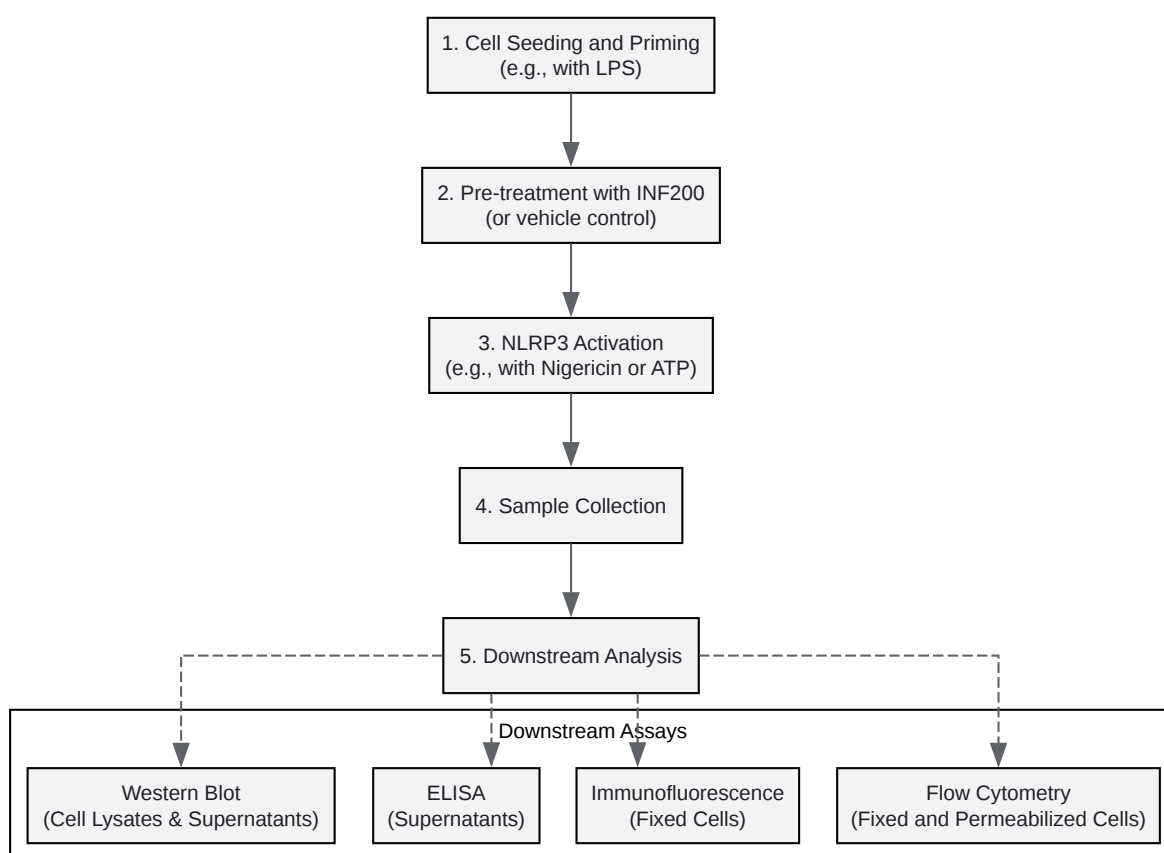 1. Cell Seeding and Priming
(e.g., with LPS)
2. Pre-treatment with INF200
(or vehicle control)
3. NLRP3 Activation
(e.g., with Nigericin or ATP)
4. Sample Collection
5. Downstream Analysis
Downstream Assays
Western Blot
(Cell Lysates & Supernatants)
ELISA
(Supernatants)
Immunofluorescence
(Fixed Cells)
Flow Cytometry
(Fixed and Permeabilized Cells)